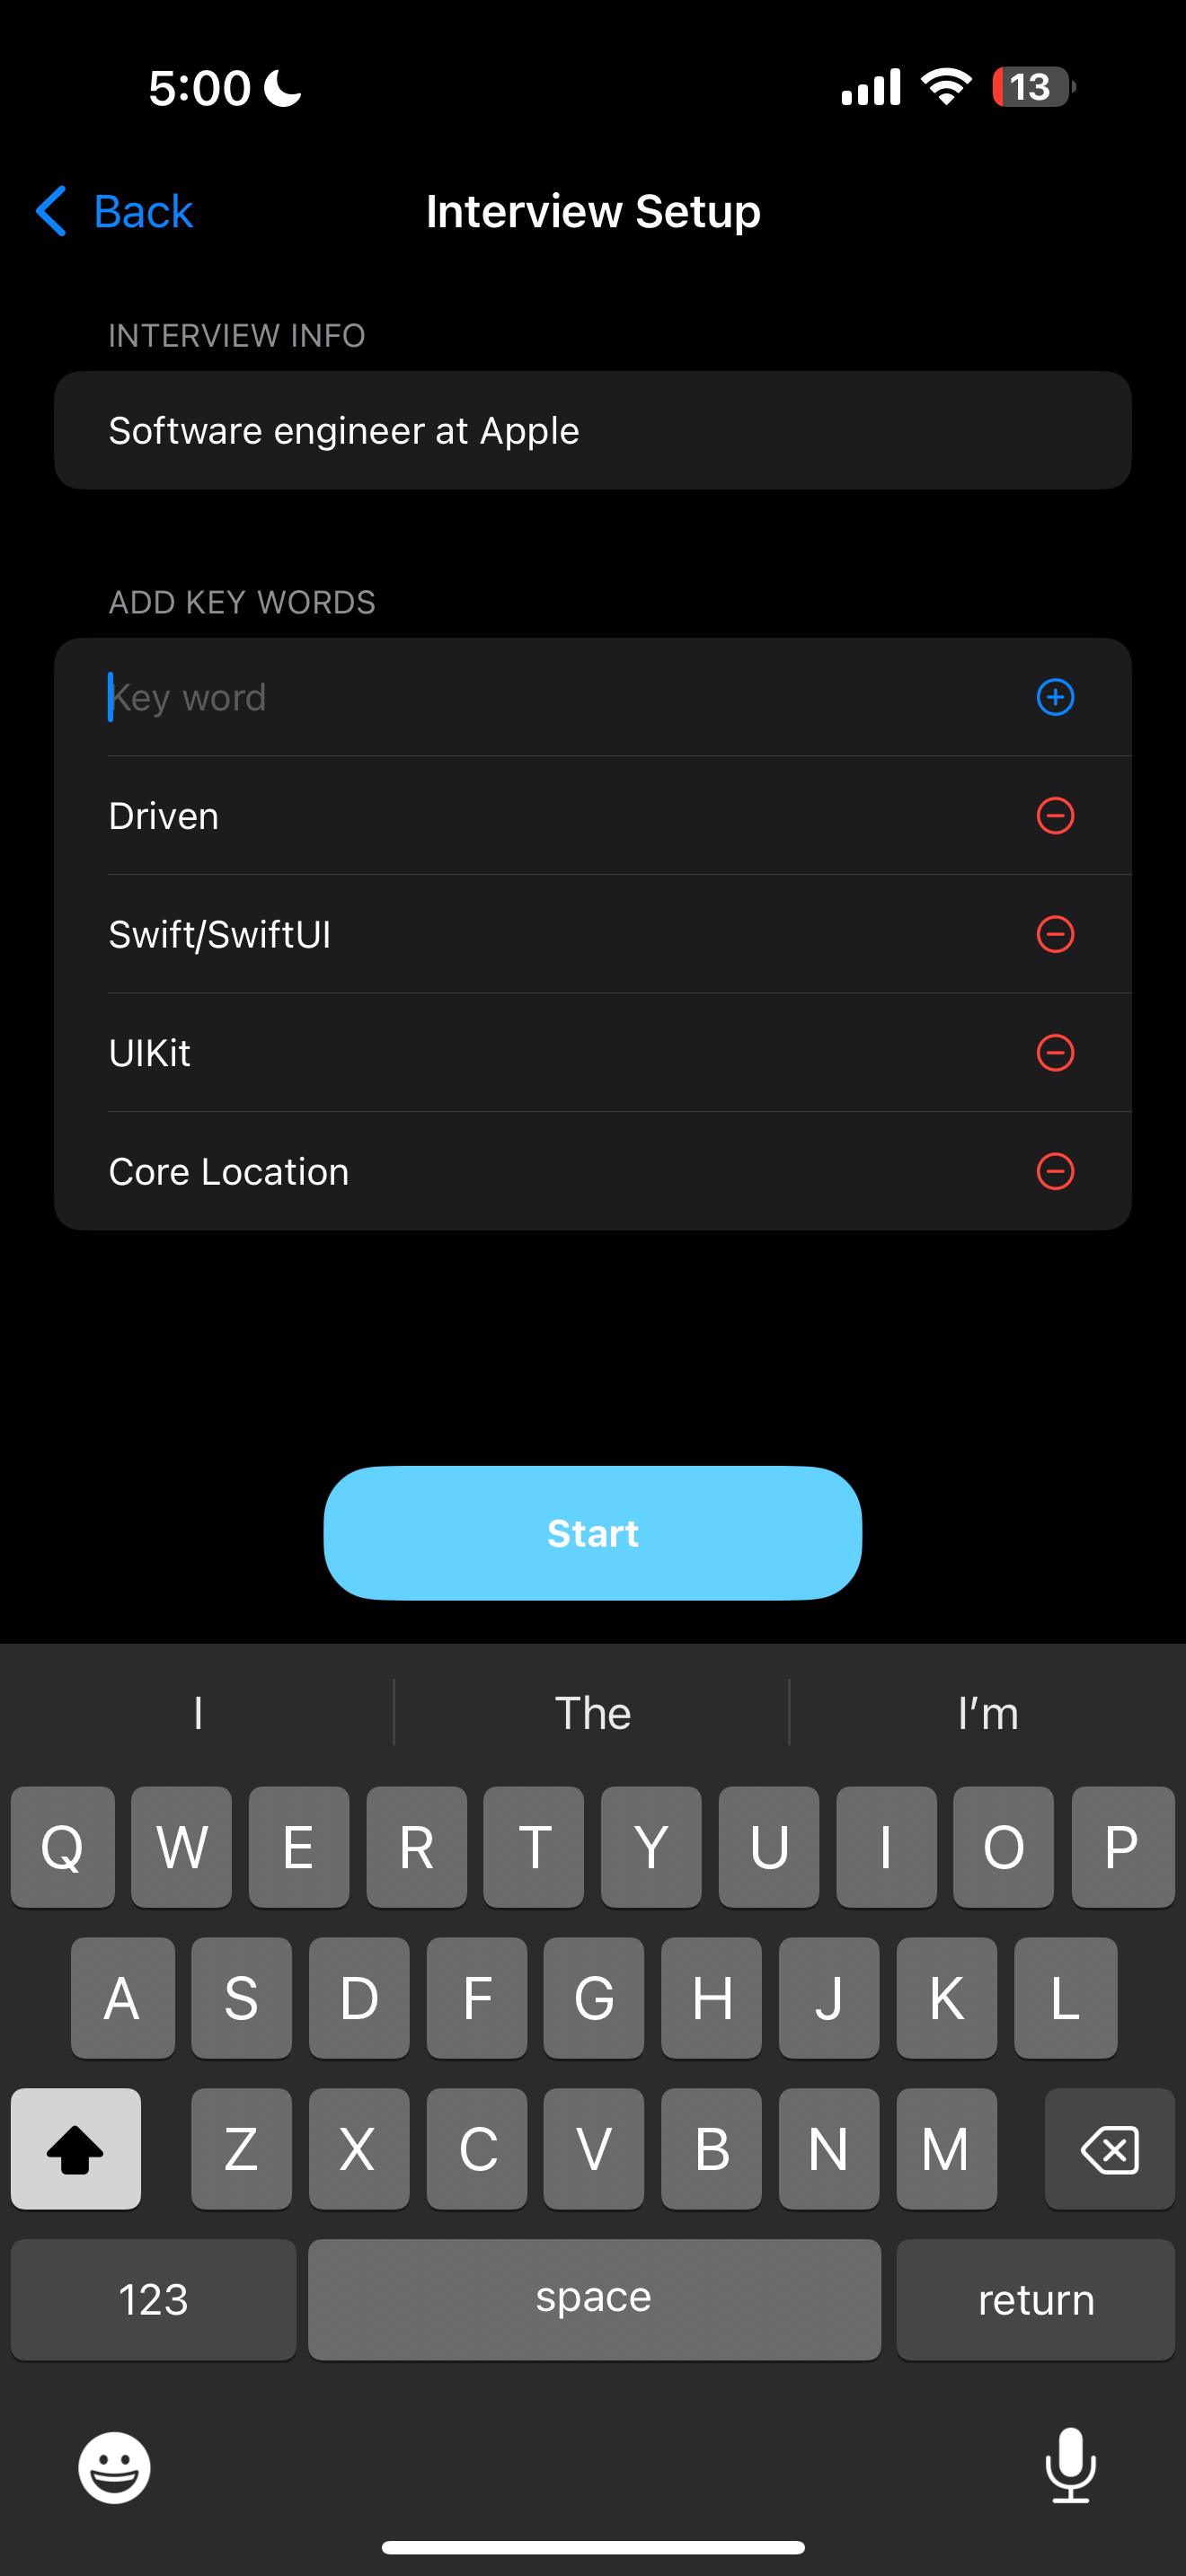 5:00 13
Back Interview Setup
INTERVIEW INFO
Software engineer at Apple
ADD KEY WORDS
Key word
Driven
Swift/SwiftUI
UIKit
Core Location
Start
I The I’m
Q W E R T Y U I O P
A S D F G H J K L
Z X C V B N M
123 space return